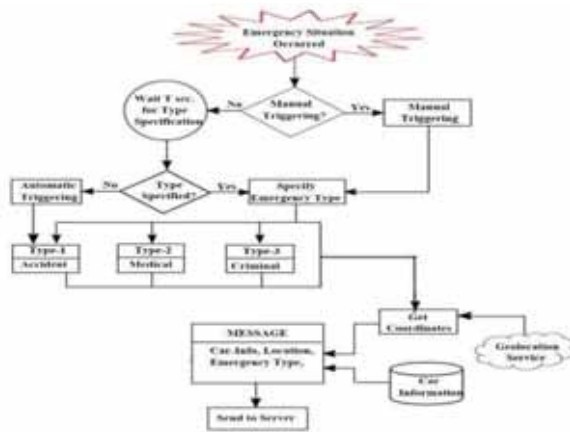 Emergency Situation
Occurred
Manual
Triggering?
No
Yes
Wait T sec.
for Type
Specification
Manual
Triggering
Type
Specified?
No
Yes
Automatic
Triggering
Specify
Emergency Type
Type-1
Accident
Type-2
Medical
Type-3
Criminal
Get
Coordinates
Geolocation
Service
MESSAGE
Car-Info, Location,
Emergency Type,
Car
Information
Send to Server